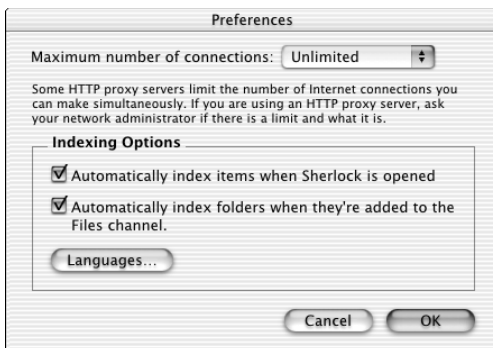 Preferences
Maximum number of connections: Unlimited
Some HTTP proxy servers limit the number of Internet connections you
can make simultaneously. If you are using an HTTP proxy server, ask
your network administrator if there is a limit and what it is.
Indexing Options
Automatically index items when Sherlock is opened
Automatically index folders when they're added to the
Files channel.
Languages...
Cancel OK